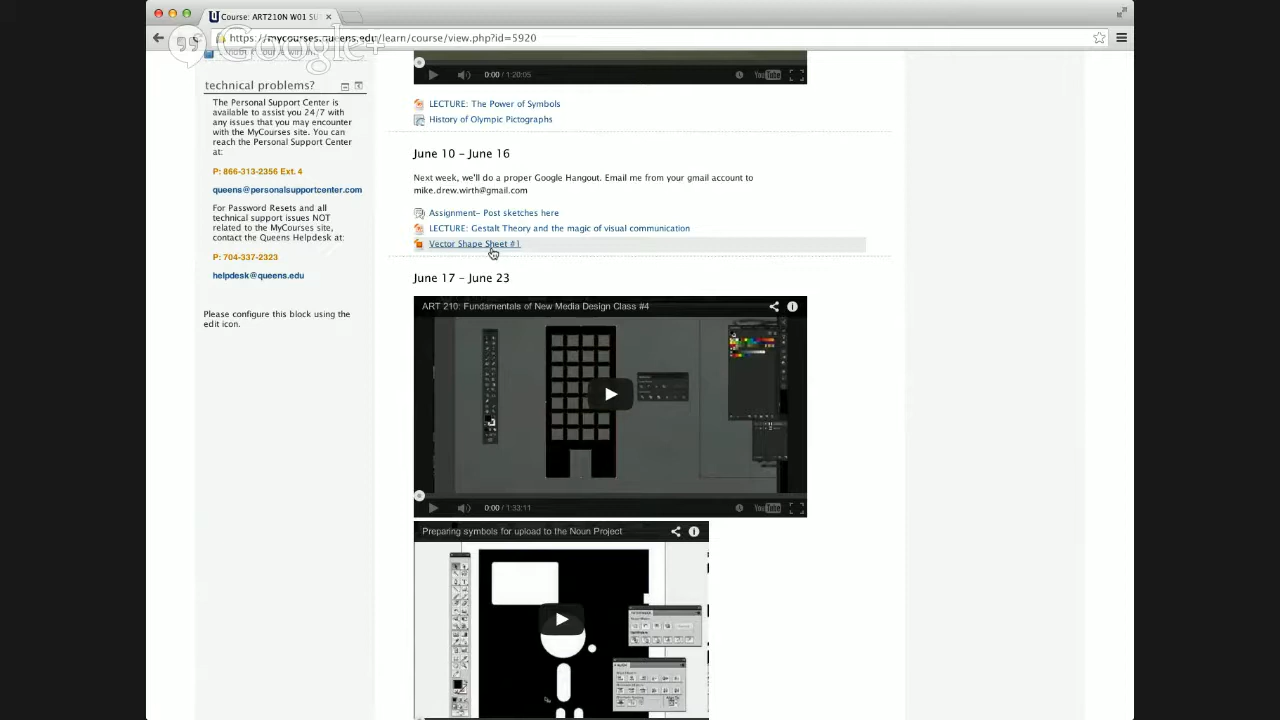 Course: ART210N W01 SU
https://mycourses.queens.edu/learn/course/view.php?id=5920
Google+
technical problems?
The Personal Support Center is
available to assist you 24/7 with
any issues that you may encounter
with the MyCourses site. You can
reach the Personal Support Center
at:
P: 866-313-2356 Ext. 4
queens@personalsupportcenter.com
For Password Resets and all
technical support issues NOT
related to the MyCourses site,
contact the Queens Helpdesk at:
P: 704-337-2323
helpdesk@queens.edu
Please configure this block using the
edit icon.
0:00 / 1:20:05
YouTube
LECTURE: The Power of Symbols
History of Olympic Pictographs
June 10 - June 16
Next week, we'll do a proper Google Hangout. Email me from your gmail account to
mike.drew.wirth@gmail.com
Assignment- Post sketches here
LECTURE: Gestalt Theory and the magic of visual communication
Vector Shape Sheet #1
June 17 - June 23
ART 210: Fundamentals of New Media Design Class #4
0:00 / 1:33:11
YouTube
Preparing symbols for upload to the Noun Project